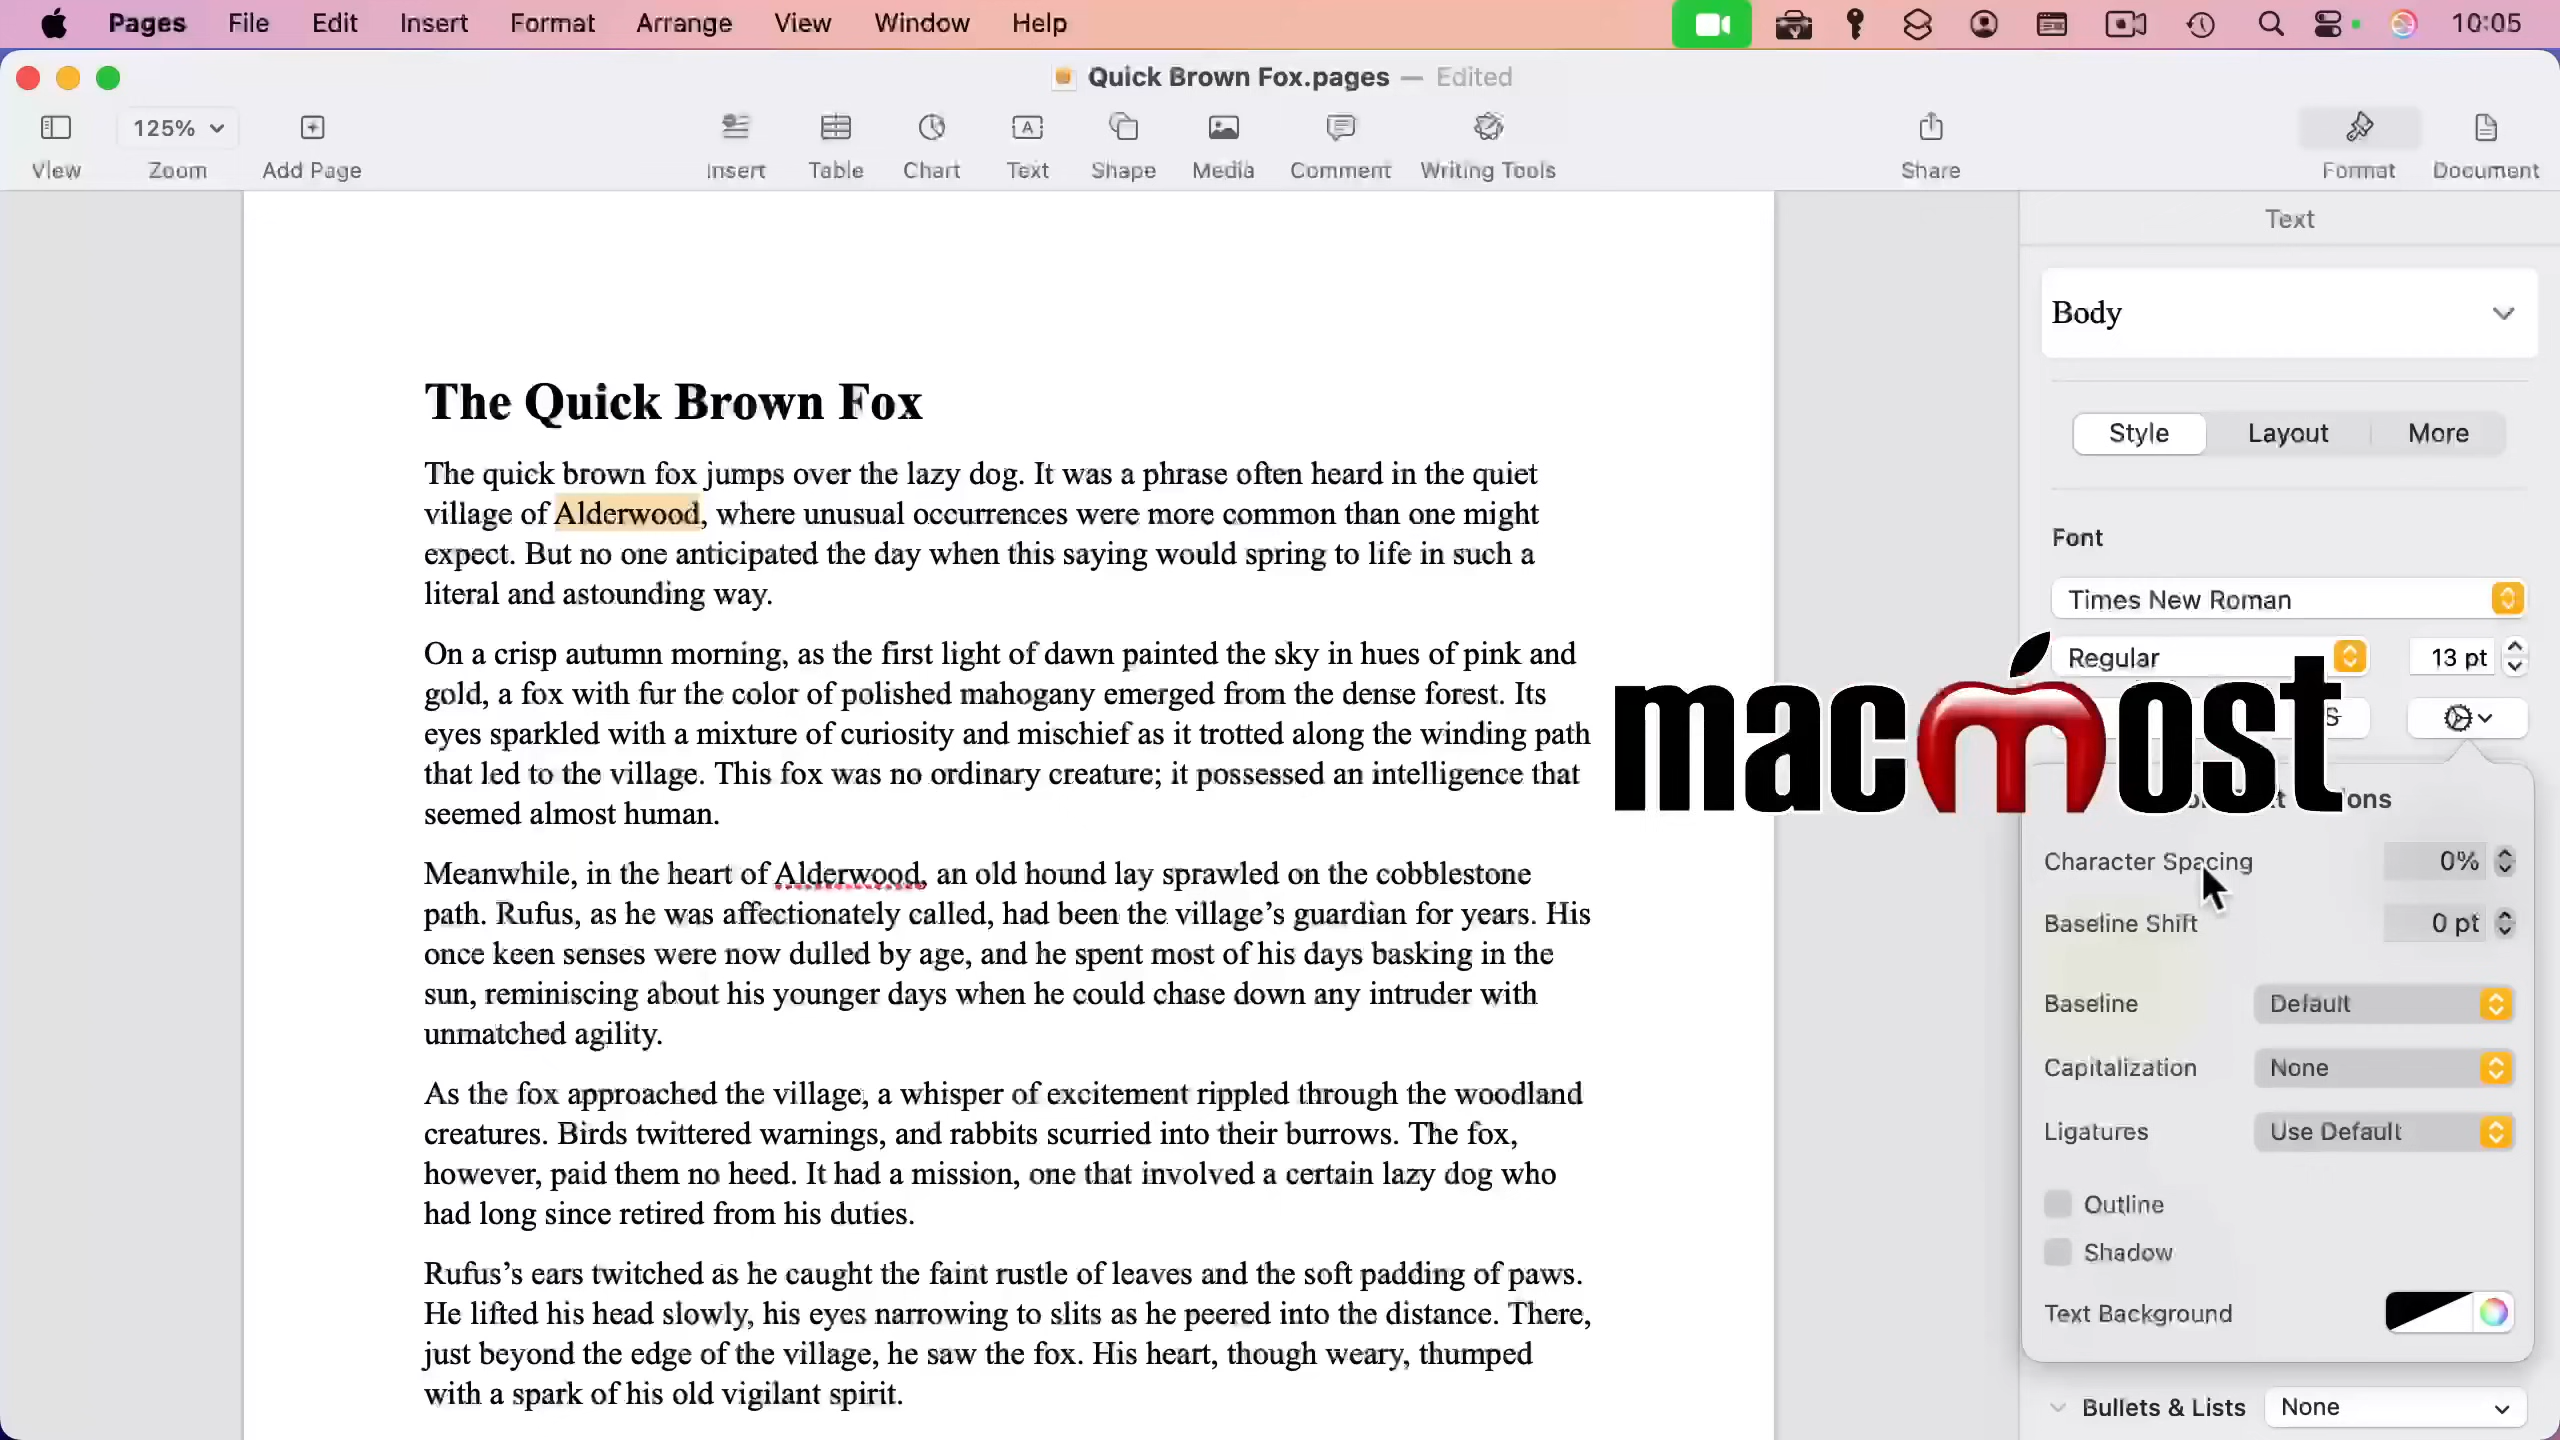 Pages File Edit Insert Format Arrange View Window Help 10:05
Quick Brown Fox.pages — Edited
125%
View Zoom Add Page Insert Table Chart Text Shape Media Comment Writing Tools Share Format Document
Text
Body
Style Layout More
Font
Times New Roman
Regular 13 pt
S
macmost
Character Spacing 0%
Baseline Shift 0 pt
Baseline Default
Capitalization None
Ligatures Use Default
Outline
Shadow
Text Background
Bullets & Lists None
The Quick Brown Fox
The quick brown fox jumps over the lazy dog. It was a phrase often heard in the quiet
village of Alderwood, where unusual occurrences were more common than one might
expect. But no one anticipated the day when this saying would spring to life in such a
literal and astounding way.
On a crisp autumn morning, as the first light of dawn painted the sky in hues of pink and
gold, a fox with fur the color of polished mahogany emerged from the dense forest. Its
eyes sparkled with a mixture of curiosity and mischief as it trotted along the winding path
that led to the village. This fox was no ordinary creature; it possessed an intelligence that
seemed almost human.
Meanwhile, in the heart of Alderwood, an old hound lay sprawled on the cobblestone
path. Rufus, as he was affectionately called, had been the village’s guardian for years. His
once keen senses were now dulled by age, and he spent most of his days basking in the
sun, reminiscing about his younger days when he could chase down any intruder with
unmatched agility.
As the fox approached the village, a whisper of excitement rippled through the woodland
creatures. Birds twittered warnings, and rabbits scurried into their burrows. The fox,
however, paid them no heed. It had a mission, one that involved a certain lazy dog who
had long since retired from his duties.
Rufus’s ears twitched as he caught the faint rustle of leaves and the soft padding of paws.
He lifted his head slowly, his eyes narrowing to slits as he peered into the distance. There,
just beyond the edge of the village, he saw the fox. His heart, though weary, thumped
with a spark of his old vigilant spirit.